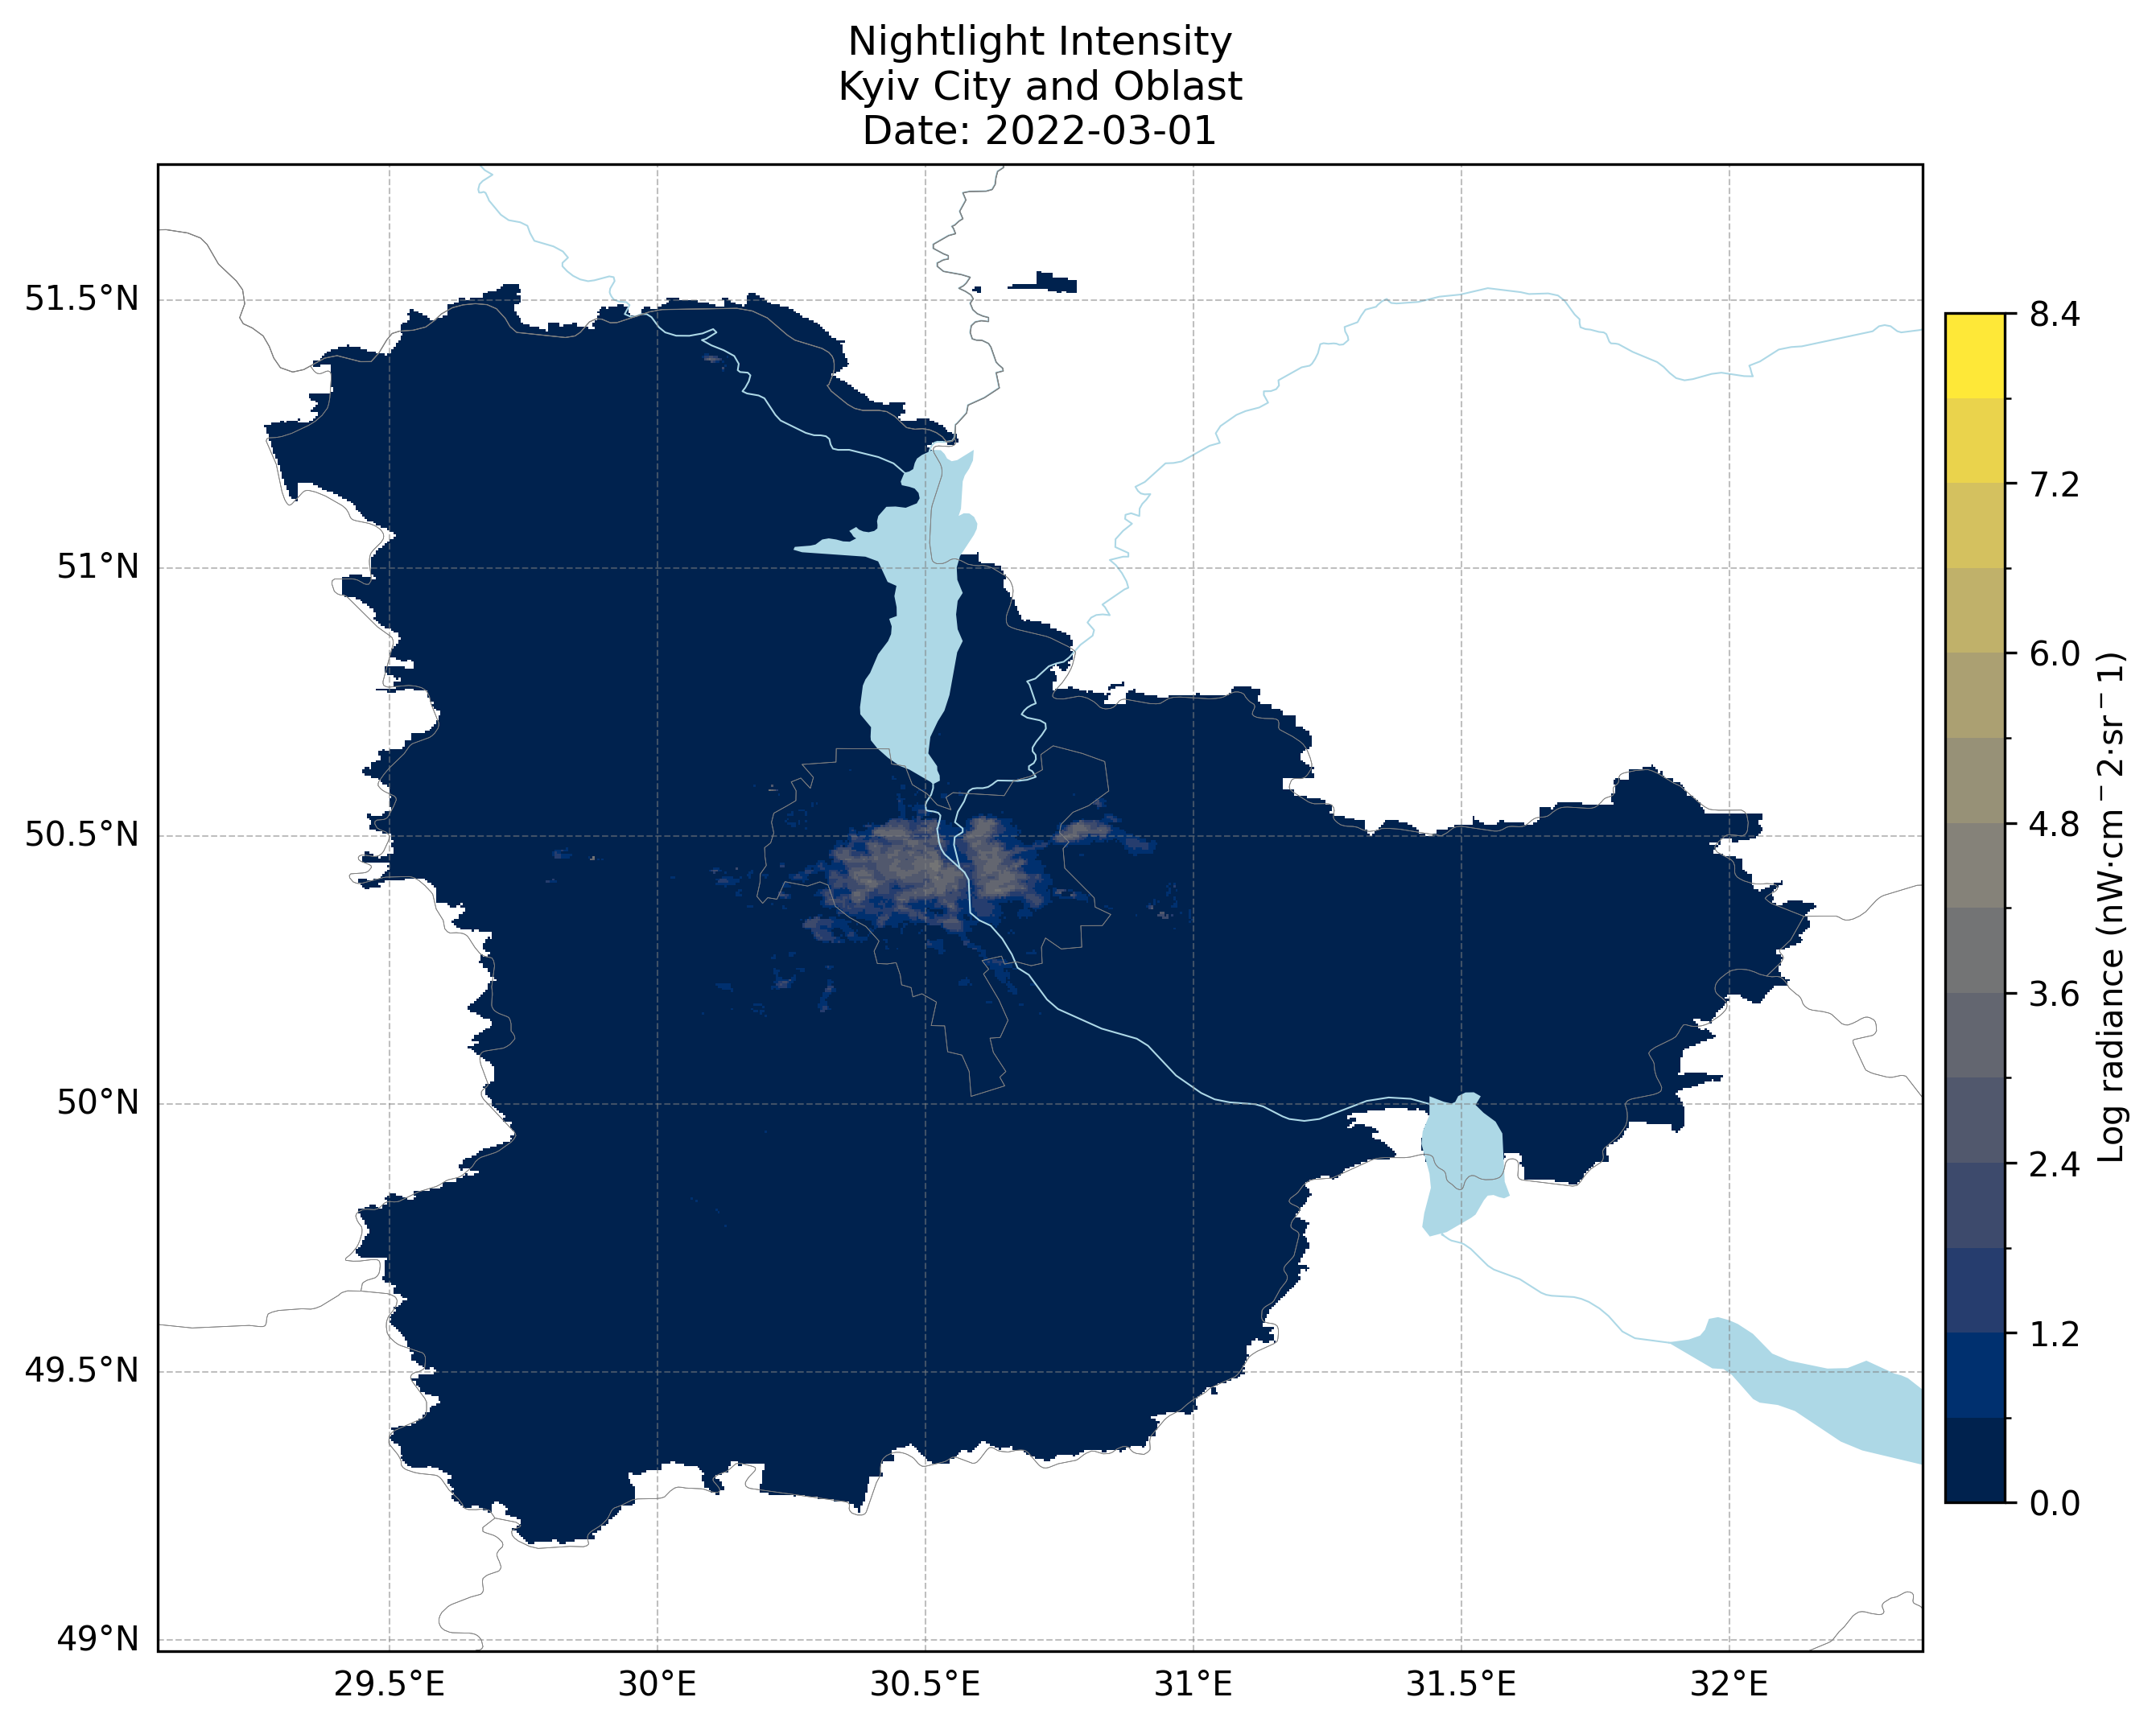 Nightlight Intensity
Kyiv City and Oblast
Date: 2022-03-01
51.5°N
51°N
50.5°N
50°N
49.5°N
49°N
29.5°E
30°E
30.5°E
31°E
31.5°E
32°E
8.4
7.2
6.0
4.8
3.6
2.4
1.2
0.0
Log radiance (nW·cm⁻2·sr⁻1)